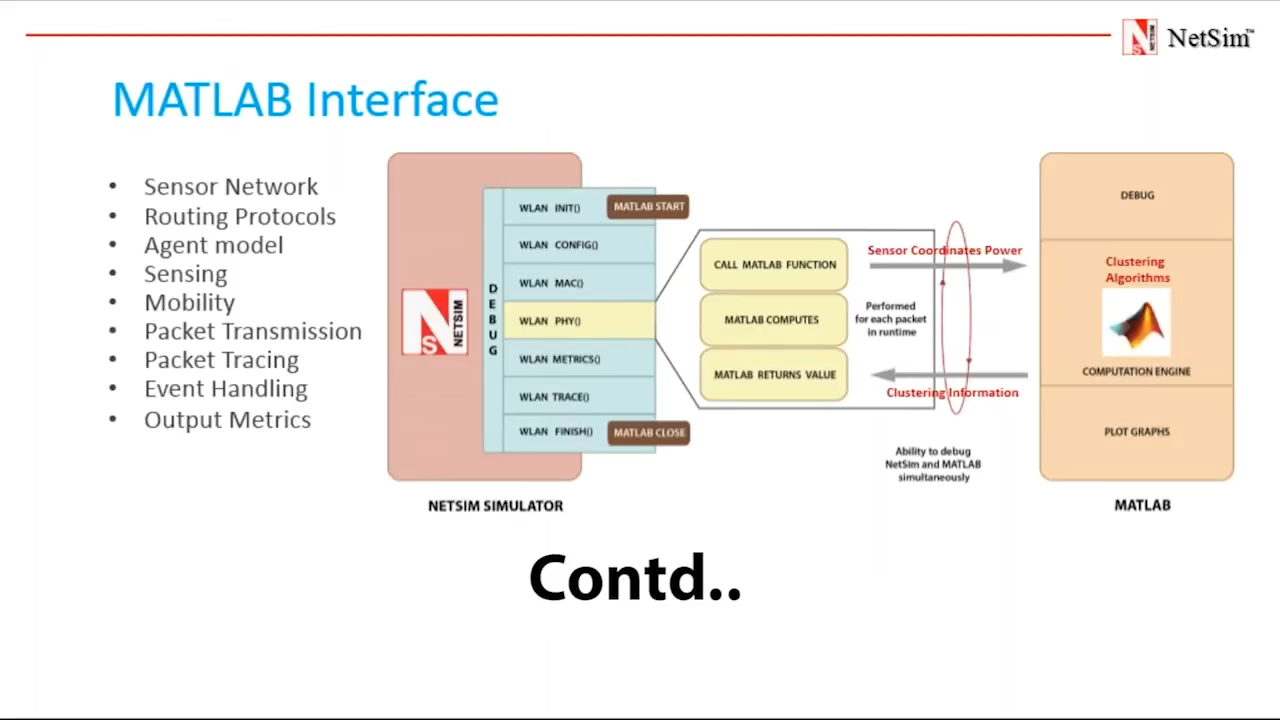 NetSim™
MATLAB Interface
• Sensor Network
• Routing Protocols
• Agent model
• Sensing
• Mobility
• Packet Transmission
• Packet Tracing
• Event Handling
• Output Metrics
N
S
NETSIM
DEBUG
WLAN INIT()
MATLAB START
WLAN CONFIG()
WLAN MAC()
WLAN PHY()
WLAN METRICS()
WLAN TRACE()
WLAN FINISH()
MATLAB CLOSE
NETSIM SIMULATOR
CALL MATLAB FUNCTION
MATLAB COMPUTES
MATLAB RETURNS VALUE
Sensor Coordinates Power
Performed
for each packet
in runtime
Clustering Information
Ability to debug
NetSim and MATLAB
simultaneously
DEBUG
Clustering
Algorithms
COMPUTATION ENGINE
PLOT GRAPHS
MATLAB
Contd..